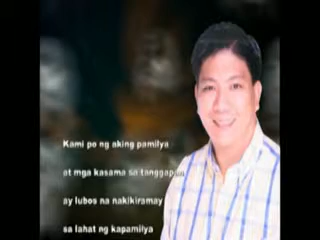 Kami po ng aking pamilya
at mga kasama sa tanggapan
ay lubos na nakikiramay
sa lahat ng kapamilya